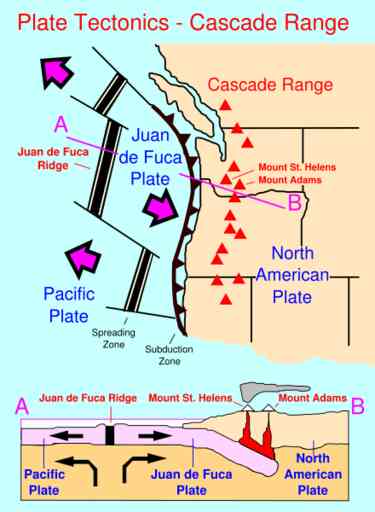 Plate Tectonics - Cascade Range
Cascade Range
A
Juan
de Fuca
Plate
Juan de Fuca
Ridge
Mount St. Helens
Mount Adams
B
North
American
Plate
Pacific
Plate
Spreading
Zone
Subduction
Zone
A
Juan de Fuca Ridge
Mount St. Helens
Mount Adams
B
Pacific
Plate
Juan de Fuca
Plate
North
American
Plate